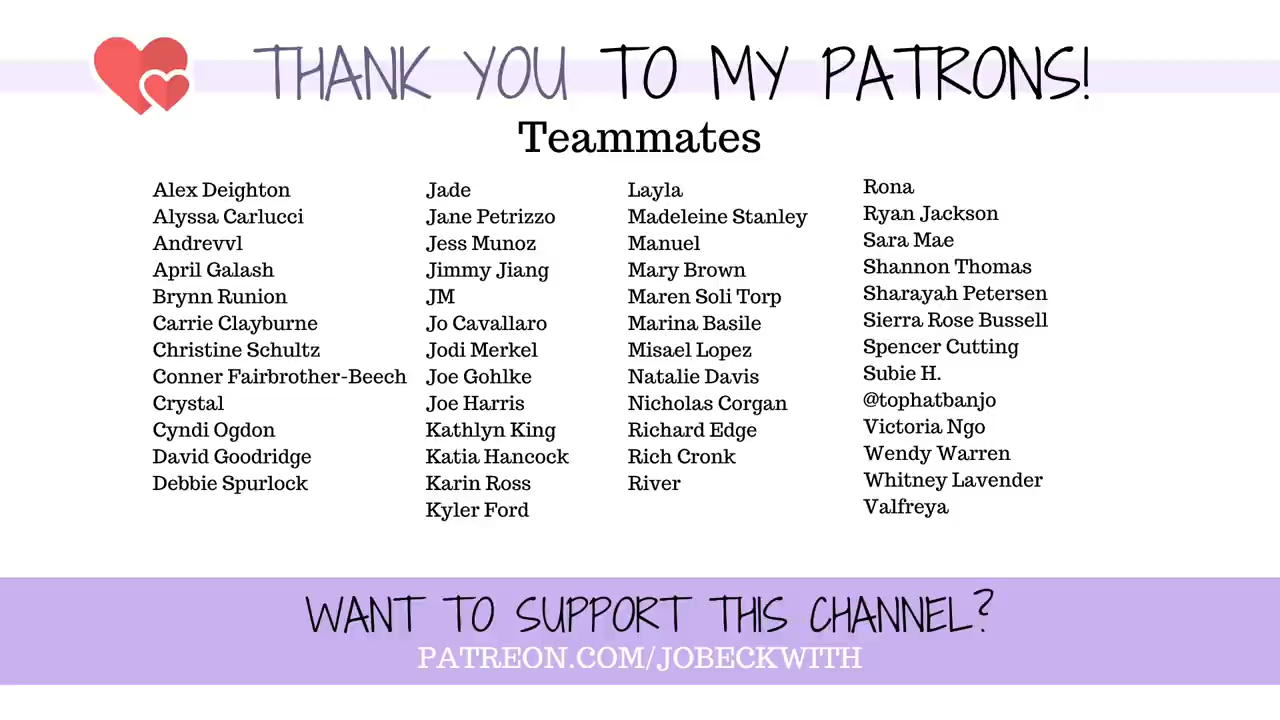 THANK YOU TO MY PATRONS!
Teammates
Alex Deighton
Alyssa Carlucci
Andrevvl
April Galash
Brynn Runion
Carrie Clayburne
Christine Schultz
Conner Fairbrother-Beech
Crystal
Cyndi Ogdon
David Goodridge
Debbie Spurlock
Jade
Jane Petrizzo
Jess Munoz
Jimmy Jiang
JM
Jo Cavallaro
Jodi Merkel
Joe Gohlke
Joe Harris
Kathlyn King
Katia Hancock
Karin Ross
Kyler Ford
Layla
Madeleine Stanley
Manuel
Mary Brown
Maren Soli Torp
Marina Basile
Misael Lopez
Natalie Davis
Nicholas Corgan
Richard Edge
Rich Cronk
River
Rona
Ryan Jackson
Sara Mae
Shannon Thomas
Sharayah Petersen
Sierra Rose Bussell
Spencer Cutting
Subie H.
@tophatbanjo
Victoria Ngo
Wendy Warren
Whitney Lavender
Valfreya
WANT TO SUPPORT THIS CHANNEL?
PATREON.COM/JOBECKWITH